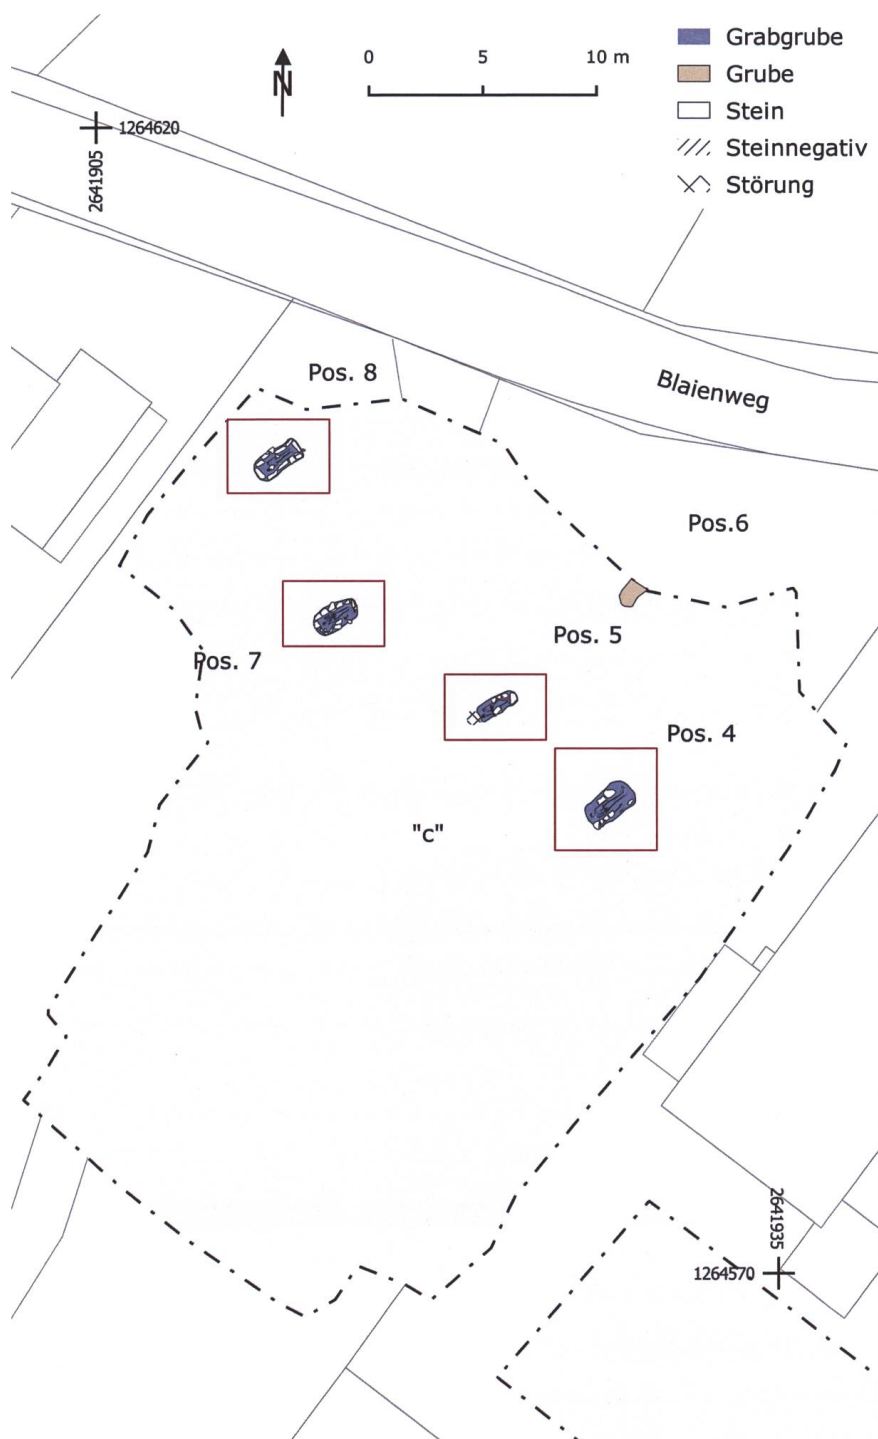 0 5 10 m
N
Grabgrube
Grube
Stein
Steinnegativ
Störung
1264620
2641905
Pos. 8
Blaienweg
Pos.6
Pos. 5
Pos. 7
Pos. 4
"c"
2641935
1264570